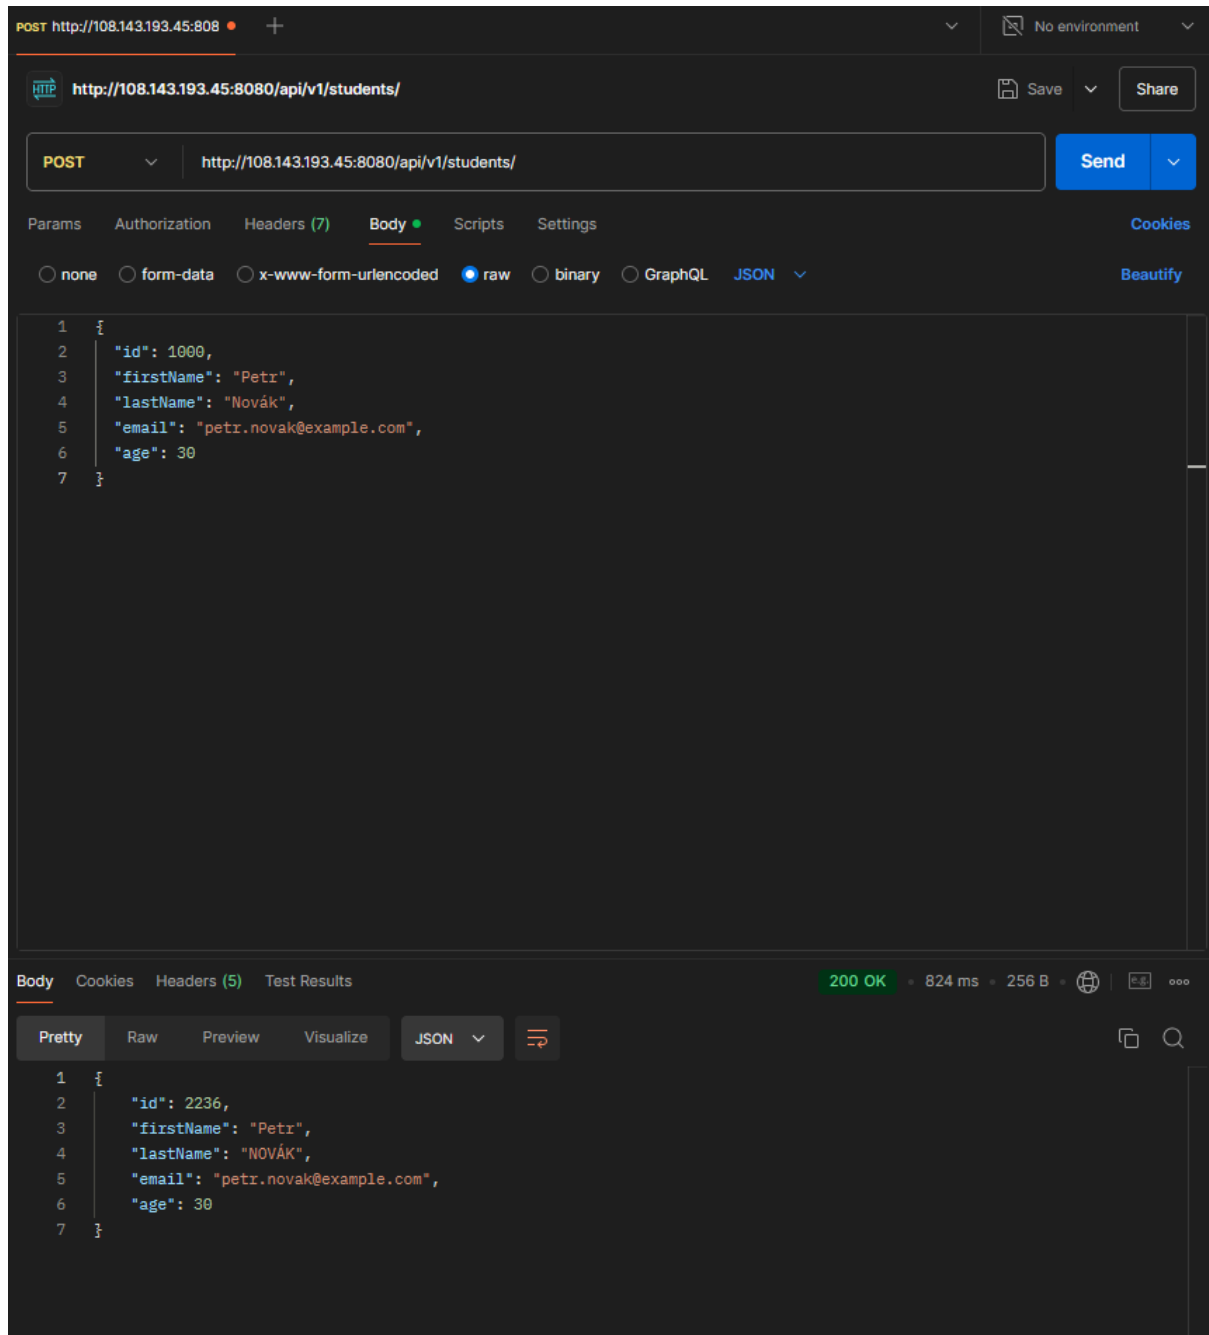 POST http://108.143.193.45:808 No environment
HTTP http://108.143.193.45:8080/api/v1/students/ Save Share
POST http://108.143.193.45:8080/api/v1/students/ Send
Params Authorization Headers (7) Body Scripts Settings Cookies
none form-data x-www-form-urlencoded raw binary GraphQL JSON Beautify
1 {
2 "id": 1000,
3 "firstName": "Petr",
4 "lastName": "Novák",
5 "email": "petr.novak@example.com",
6 "age": 30
7 }
Body Cookies Headers (5) Test Results 200 OK 824 ms 256 B e.g.
Pretty Raw Preview Visualize JSON
1 {
2 "id": 2236,
3 "firstName": "Petr",
4 "lastName": "NOVÁK",
5 "email": "petr.novak@example.com",
6 "age": 30
7 }